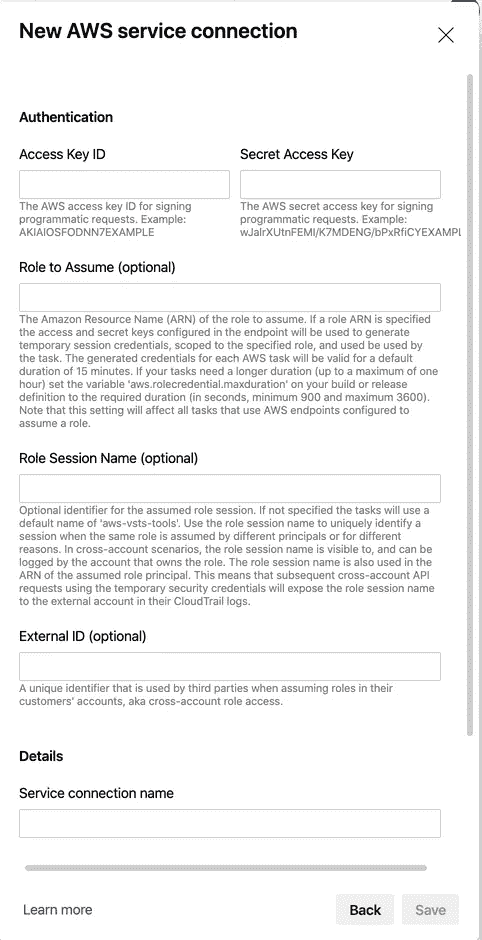 New AWS service connection
Authentication
Access Key ID
Secret Access Key
The AWS access key ID for signing
programmatic requests. Example:
AKIAIOSFODNN7EXAMPLE
The AWS secret access key for signing
programmatic requests. Example:
wJalrXUtnFEMI/K7MDENG/bPxRfiCYEXAMPL
Role to Assume (optional)
The Amazon Resource Name (ARN) of the role to assume. If a role ARN is specified
the access and secret keys configured in the endpoint will be used to generate
temporary session credentials, scoped to the specified role, and used be used by
the task. The generated credentials for each AWS task will be valid for a default
duration of 15 minutes. If your tasks need a longer duration (up to a maximum of one
hour) set the variable 'aws.rolecredential.maxduration' on your build or release
definition to the required duration (in seconds, minimum 900 and maximum 3600).
Note that this setting will affect all tasks that use AWS endpoints configured to
assume a role.
Role Session Name (optional)
Optional identifier for the assumed role session. If not specified the tasks will use a
default name of 'aws-vsts-tools'. Use the role session name to uniquely identify a
session when the same role is assumed by different principals or for different
reasons. In cross-account scenarios, the role session name is visible to, and can be
logged by the account that owns the role. The role session name is also used in the
ARN of the assumed role principal. This means that subsequent cross-account API
requests using the temporary security credentials will expose the role session name
to the external account in their CloudTrail logs.
External ID (optional)
A unique identifier that is used by third parties when assuming roles in their
customers' accounts, aka cross-account role access.
Details
Service connection name
Learn more
Back
Save